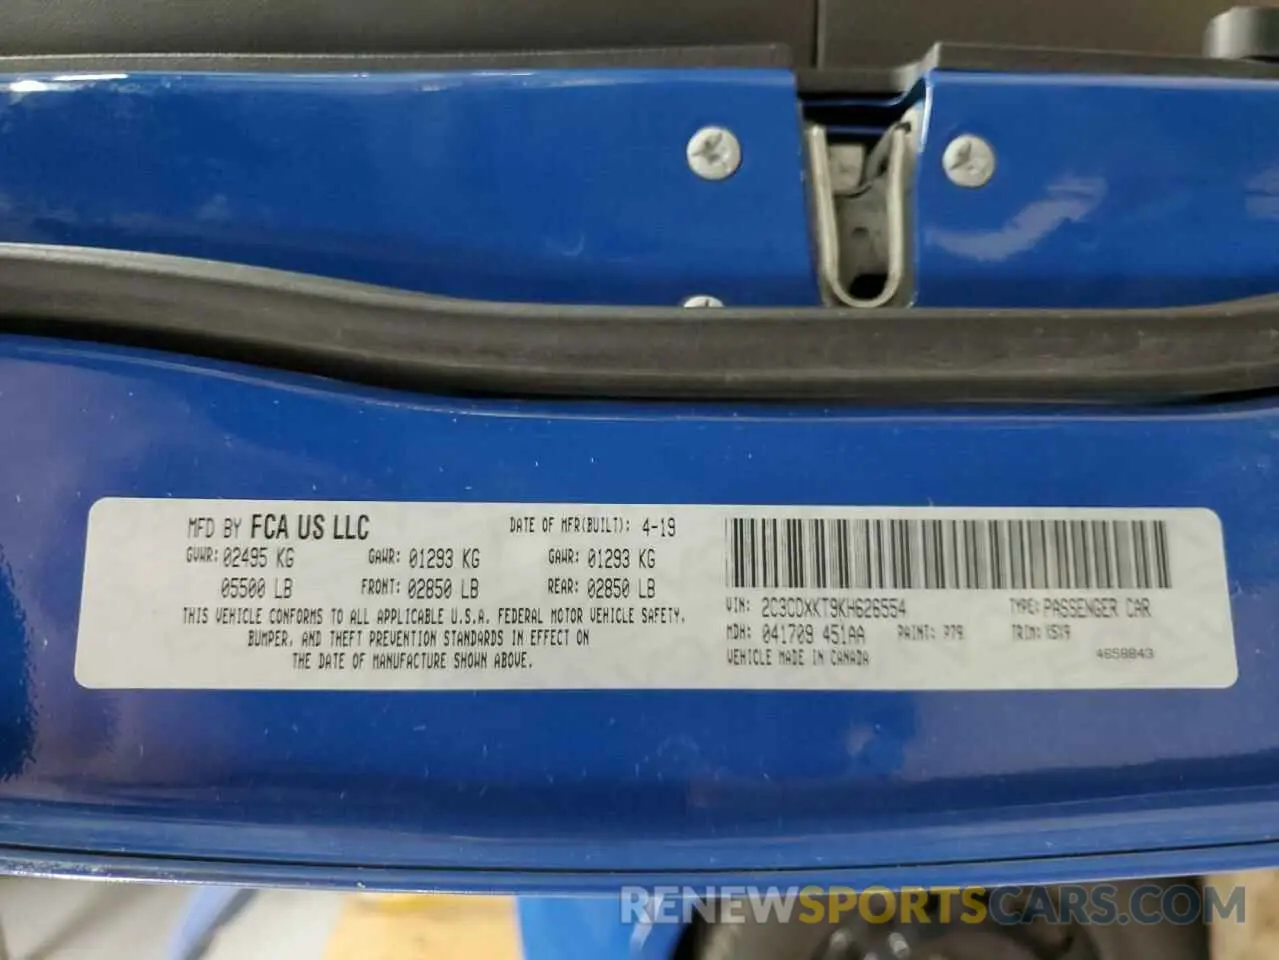 MFD BY FCA US LLC DATE OF MFR(BUILT): 4-19
GVWR: 02495 KG GAWR: 01293 KG GAWR: 01293 KG
05500 LB FRONT: 02850 LB REAR: 02850 LB
THIS VEHICLE CONFORMS TO ALL APPLICABLE U.S.A. FEDERAL MOTOR VEHICLE SAFETY,
BUMPER, AND THEFT PREVENTION STANDARDS IN EFFECT ON
THE DATE OF MANUFACTURE SHOWN ABOVE.
VIN: 2C3CDXKT9KH626554 TYPE: PASSENGER CAR
MDH: 041709 451AA PAINT: TRIM:
VEHICLE MADE IN CANADA 4658843
RENEWSPORTSCARS.COM